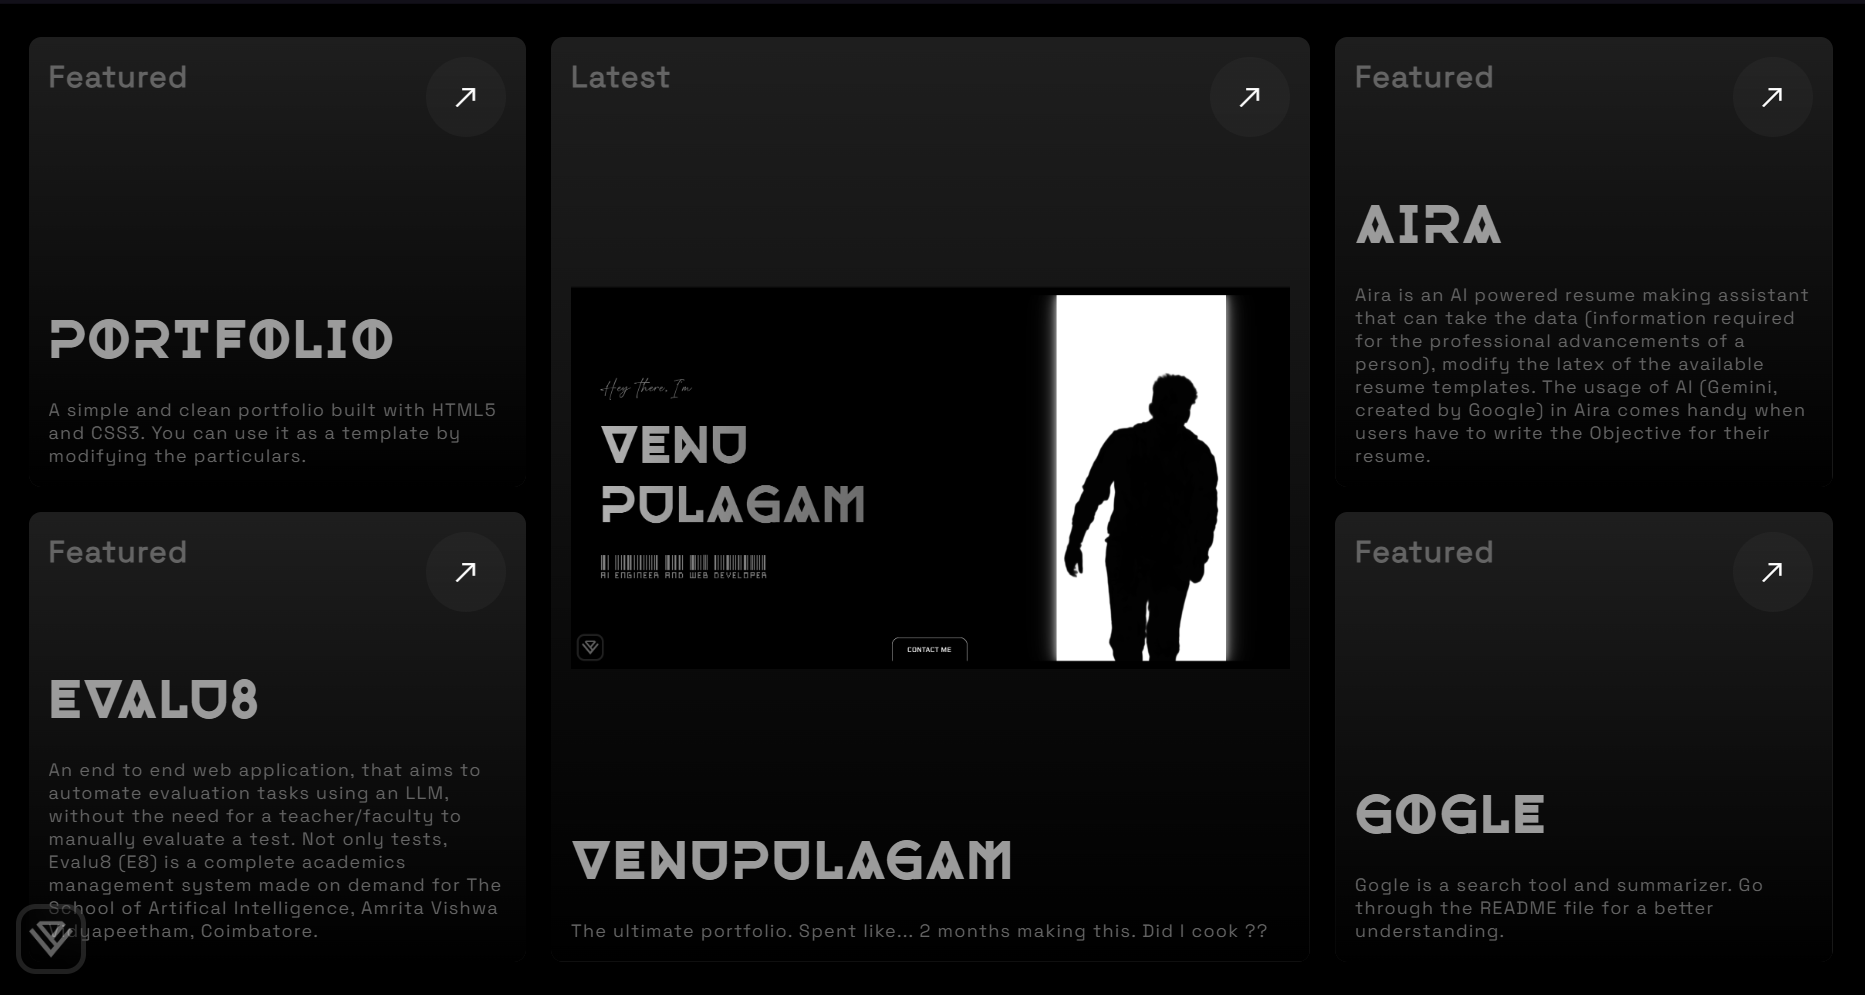 Featured
PORTFOLIO
A simple and clean portfolio built with HTML5
and CSS3. You can use it as a template by
modifying the particulars.
Featured
EVALU8
An end to end web application, that aims to
automate evaluation tasks using an LLM,
without the need for a teacher/faculty to
manually evaluate a test. Not only tests,
Evalu8 (E8) is a complete academics
management system made on demand for The
School of Artifical Intelligence, Amrita Vishwa
Vidyapeetham, Coimbatore.
Latest
Hey there, I'm
VENU
PULAGAM
AI ENGINEER AND WEB DEVELOPER
CONTACT ME
VENUPULAGAM
The ultimate portfolio. Spent like... 2 months making this. Did I cook ??
Featured
AIRA
Aira is an AI powered resume making assistant
that can take the data (information required
for the professional advancements of a
person), modify the latex of the available
resume templates. The usage of AI (Gemini,
created by Google) in Aira comes handy when
users have to write the Objective for their
resume.
Featured
GOGLE
Gogle is a search tool and summarizer. Go
through the README file for a better
understanding.